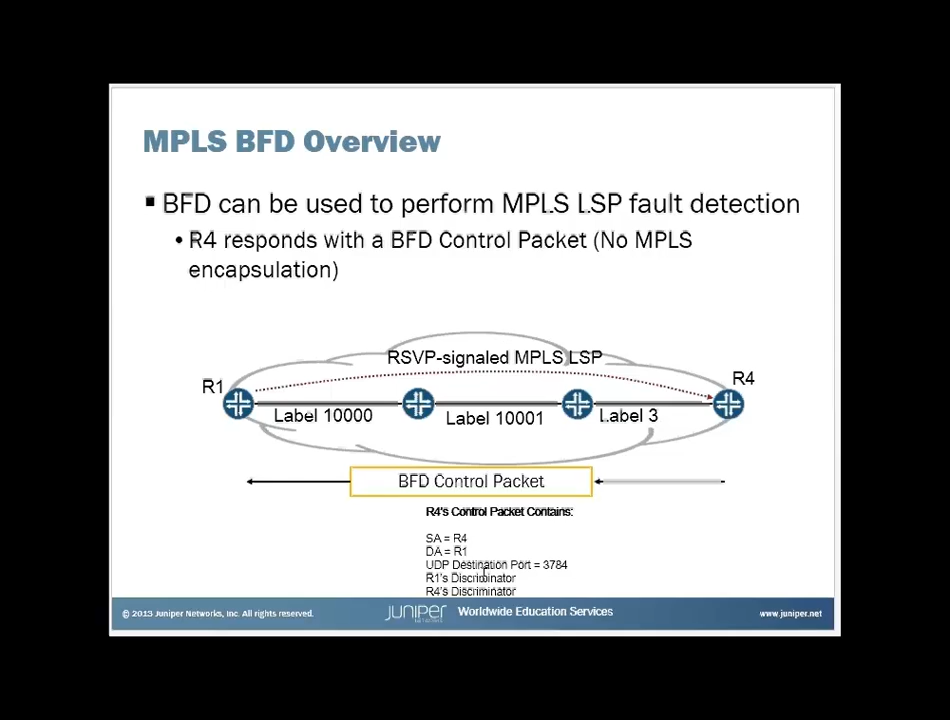 MPLS BFD Overview
BFD can be used to perform MPLS LSP fault detection
R4 responds with a BFD Control Packet (No MPLS
encapsulation)
RSVP-signaled MPLS LSP
R1
R4
Label 10000
Label 10001
Label 3
BFD Control Packet
R4's Control Packet Contains:
SA = R4
DA = R1
UDP Destination Port = 3784
R1's Discriminator
R4's Discriminator
© 2013 Juniper Networks, Inc. All rights reserved.
JUNIPER
NETWORKS
Worldwide Education Services
www.juniper.net